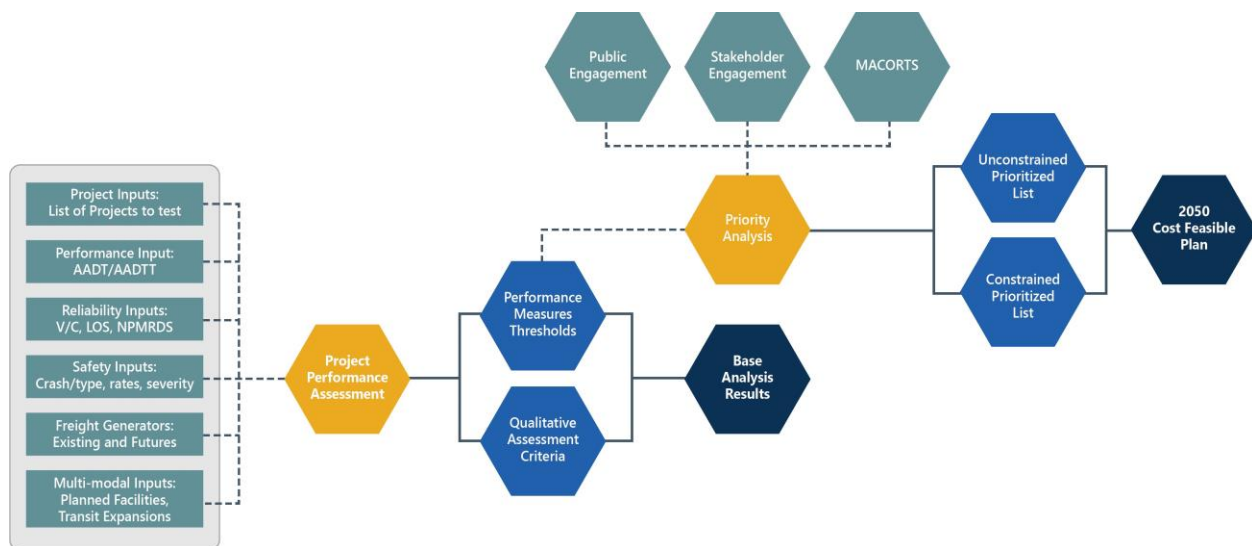 Public
Engagement
Stakeholder
Engagement
MACORTS
Project Inputs:
List of Projects to test
Performance Input:
AADT/AADTT
Reliability Inputs:
V/C, LOS, NPMRDS
Safety Inputs:
Crash/type, rates, severity
Freight Generators:
Existing and Futures
Multi-modal Inputs:
Planned Facilities,
Transit Expansions
Project
Performance
Assessment
Performance
Measures
Thresholds
Qualitative
Assessment
Criteria
Base
Analysis
Results
Priority
Analysis
Unconstrained
Prioritized
List
Constrained
Prioritized
List
2050
Cost Feasible
Plan